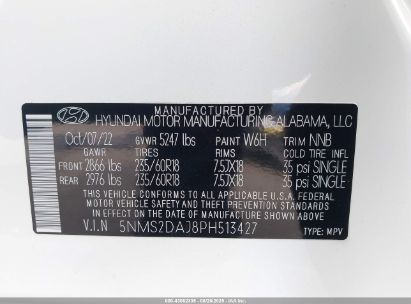 MANUFACTURED BY
HYUNDAI MOTOR MANUFACTURING ALABAMA, LLC
Oct/07/22 GVWR 5247 lbs PAINT W6H TRIM NNB
GAWR TIRES RIMS COLD TIRE INFL
FRONT 2866 lbs 235/60R18 7.5JX18 35 psi SINGLE
REAR 2976 lbs 235/60R18 7.5JX18 35 psi SINGLE
THIS VEHICLE CONFORMS TO ALL APPLICABLE U.S. FEDERAL
MOTOR VEHICLE SAFETY AND THEFT PREVENTION STANDARDS IN
EFFECT ON THE DATE OF MANUFACTURE SHOWN ABOVE.
V.I.N 5NMS2DAJ8PH513427 TYPE: MPV